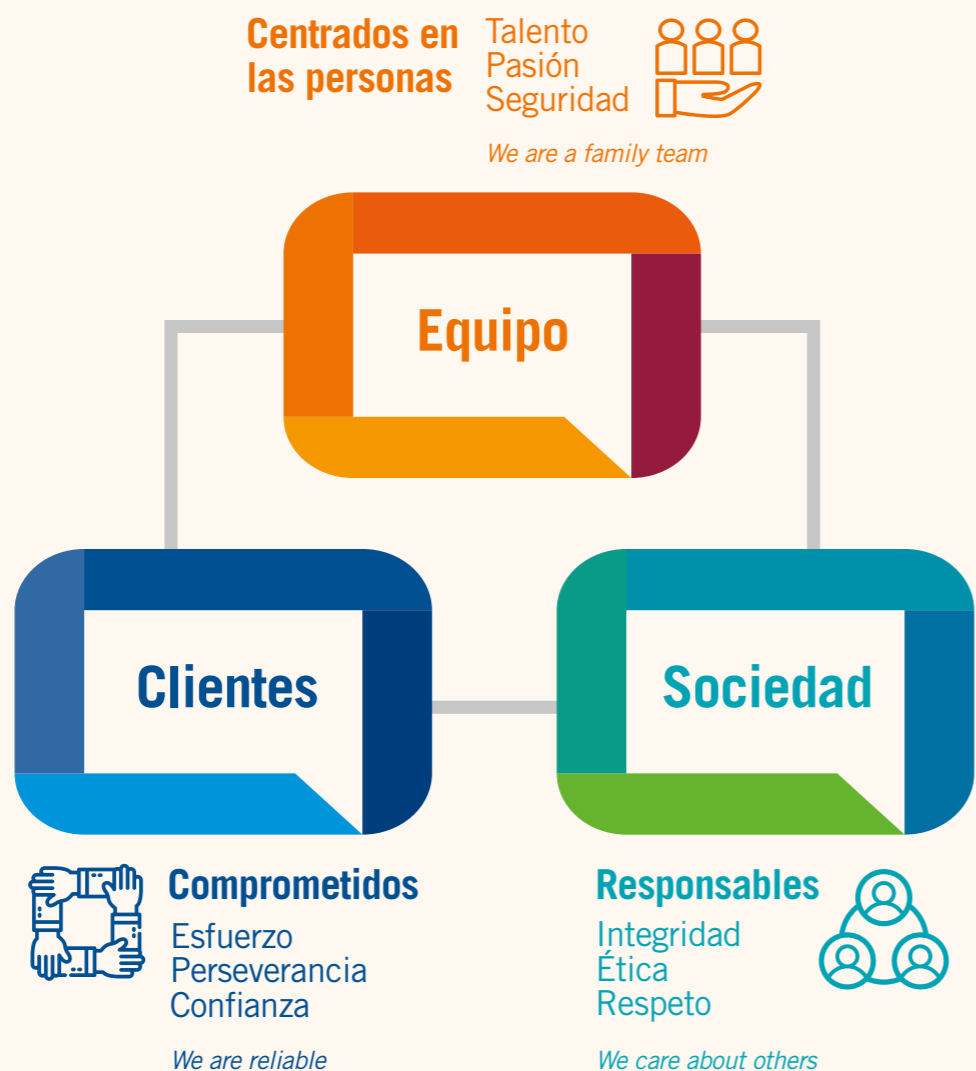 Centrados en
las personas
Talento
Pasión
Seguridad
We are a family team
Equipo
Clientes
Sociedad
Comprometidos
Esfuerzo
Perseverancia
Confianza
We are reliable
Responsables
Integridad
Ética
Respeto
We care about others